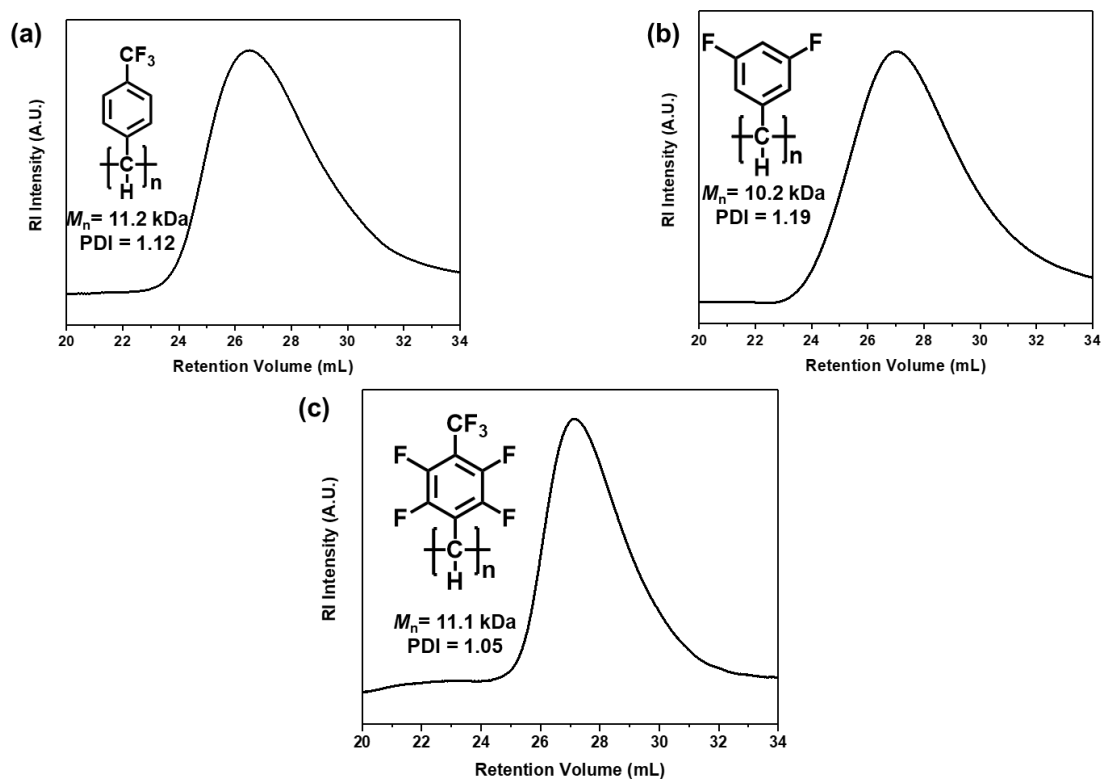 (a)
CF3
C
H
n
Mn= 11.2 kDa
PDI = 1.12
RI Intensity (A.U.)
20 22 24 26 28 30 32 34
Retention Volume (mL)
(b)
F F
C
H
n
Mn= 10.2 kDa
PDI = 1.19
RI Intensity (A.U.)
20 22 24 26 28 30 32 34
Retention Volume (mL)
(c)
CF3
F F
F F
C
H
n
Mn= 11.1 kDa
PDI = 1.05
RI Intensity (A.U.)
20 22 24 26 28 30 32 34
Retention Volume (mL)